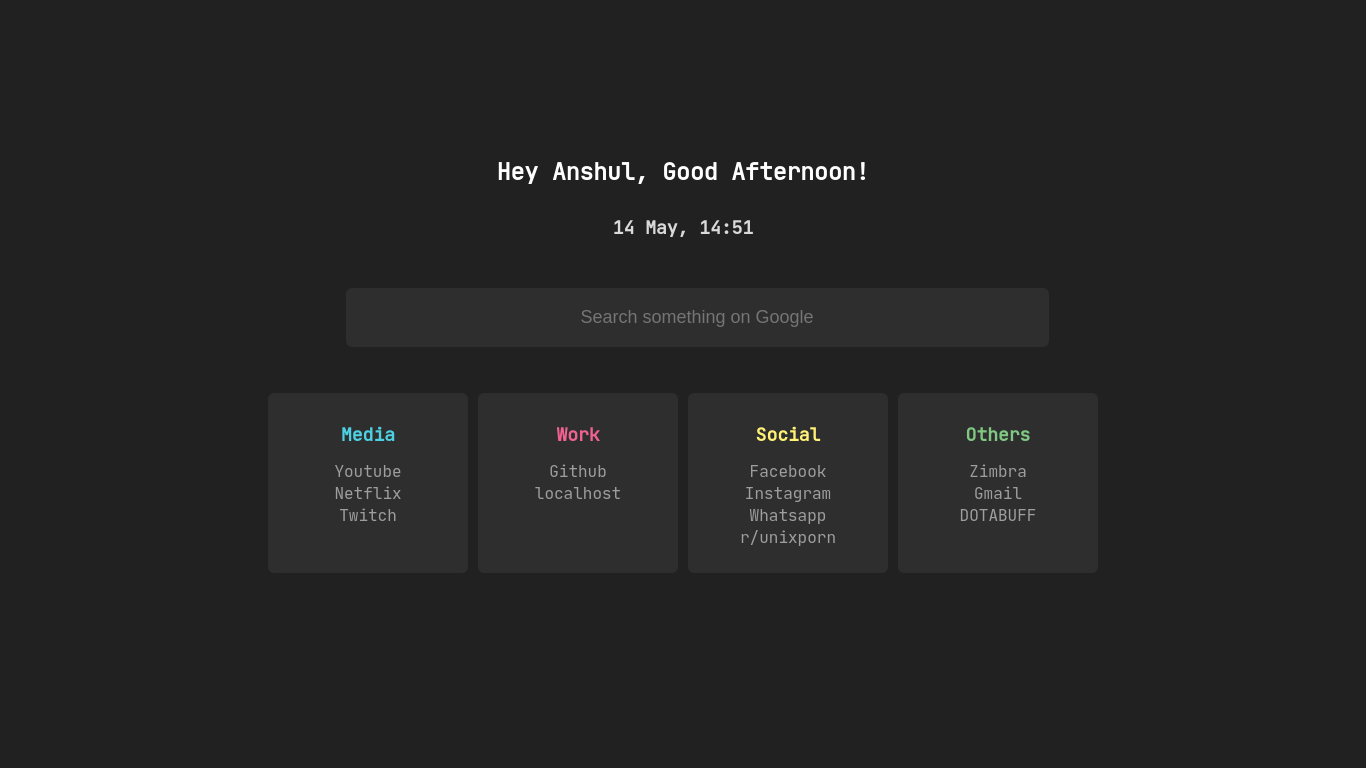 Hey Anshul, Good Afternoon!
14 May, 14:51
Search something on Google
Media
Youtube
Netflix
Twitch
Work
Github
localhost
Social
Facebook
Instagram
Whatsapp
r/unixporn
Others
Zimbra
Gmail
DOTABUFF